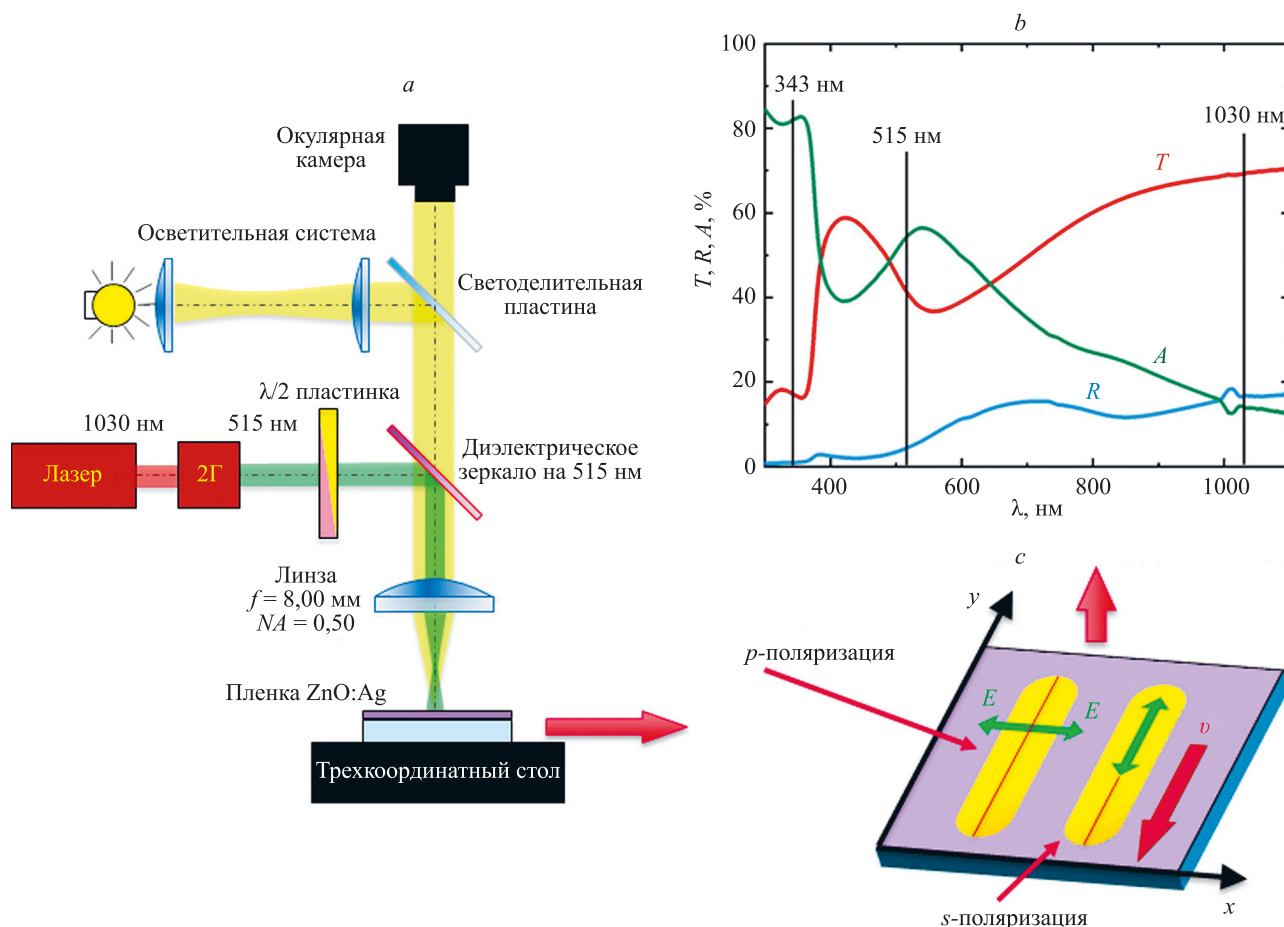 a
Окулярная
камера
Осветительная система
Светоделительная
пластина
λ/2 пластинка
1030 нм
515 нм
Лазер
2Г
Диэлектрическое
зеркало на 515 нм
Линза
f = 8,00 мм
NA = 0,50
Пленка ZnO:Ag
Трехкоординатный стол
b
100
80
60
40
20
0
T, R, A, %
343 нм
515 нм
1030 нм
T
A
R
400
600
800
1000
λ, нм
c
y
p-поляризация
E
E
υ
s-поляризация
x